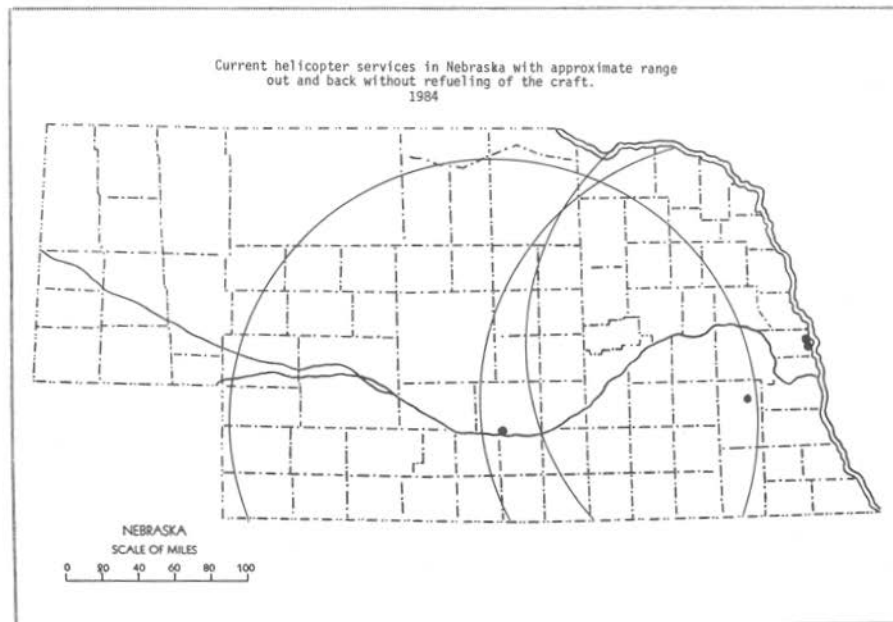 Current helicopter services in Nebraska with approximate range
out and back without refueling of the craft.
1984
NEBRASKA
SCALE OF MILES
0 20 40 60 80 100